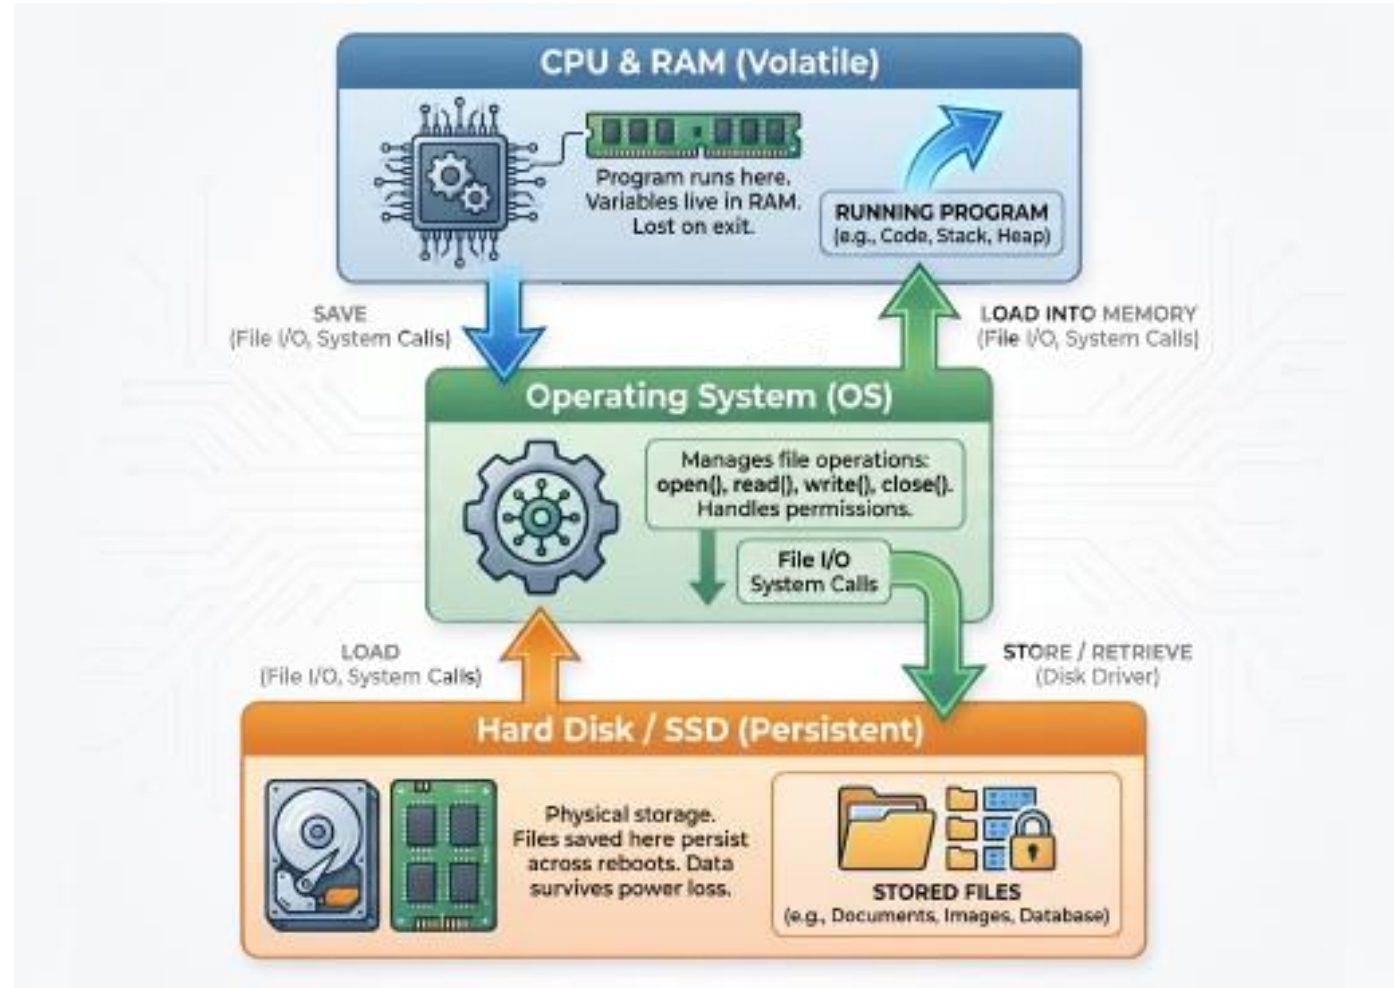 CPU & RAM (Volatile)
Program runs here.
Variables live in RAM.
Lost on exit.
RUNNING PROGRAM
(e.g., Code, Stack, Heap)
SAVE
(File I/O, System Calls)
LOAD INTO MEMORY
(File I/O, System Calls)
Operating System (OS)
Manages file operations:
open(), read(), write(), close().
Handles permissions.
File I/O
System Calls
LOAD
(File I/O, System Calls)
STORE / RETRIEVE
(Disk Driver)
Hard Disk / SSD (Persistent)
Physical storage.
Files saved here persist
across reboots. Data
survives power loss.
STORED FILES
(e.g., Documents, Images, Database)